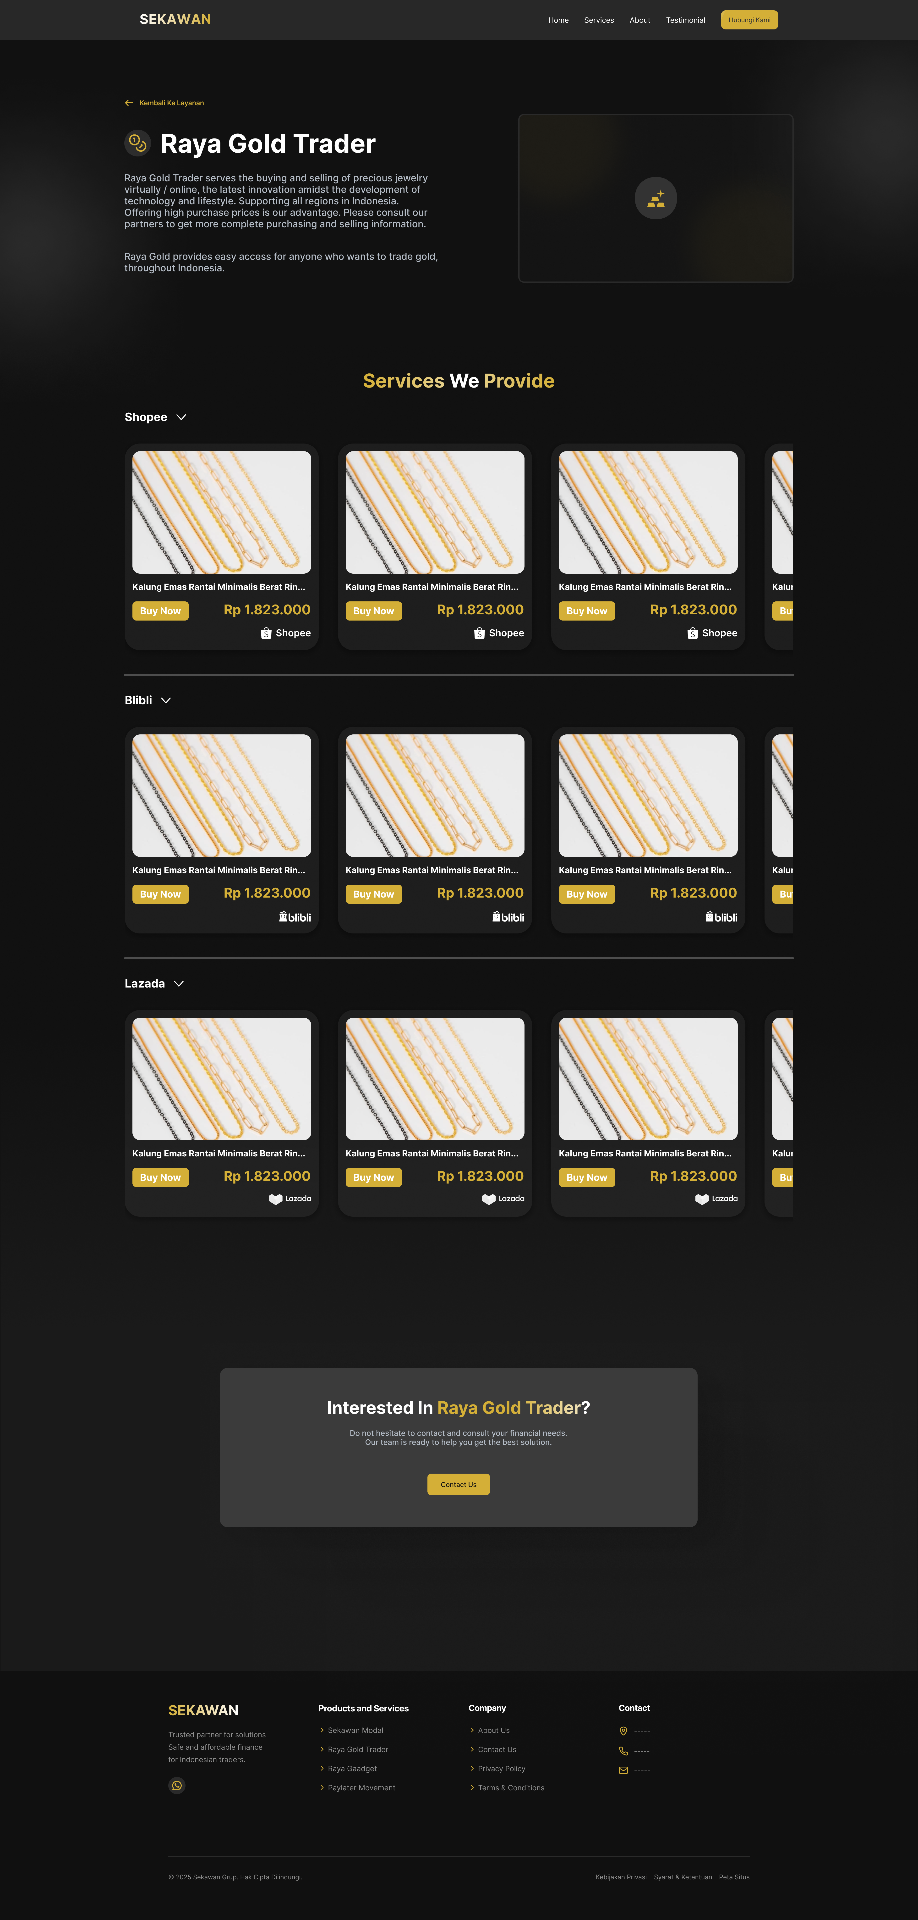 SEKAWAN
Home
Services
About
Testimonial
Hubungi Kami
Kembali Ke Layanan
Raya Gold Trader
Raya Gold Trader serves the buying and selling of precious jewelry
virtually / online, the latest innovation amidst the development of
technology and lifestyle. Supporting all regions in Indonesia.
Offering high purchase prices is our advantage. Please consult our
partners to get more complete purchasing and selling information.
Raya Gold provides easy access for anyone who wants to trade gold,
throughout Indonesia.
Services We Provide
Shopee
Kalung Emas Rantai Minimalis Berat Rin...
Buy Now
Rp 1.823.000
Shopee
Kalung Emas Rantai Minimalis Berat Rin...
Buy Now
Rp 1.823.000
Shopee
Kalung Emas Rantai Minimalis Berat Rin...
Buy Now
Rp 1.823.000
Shopee
Blibli
Kalung Emas Rantai Minimalis Berat Rin...
Buy Now
Rp 1.823.000
blibli
Kalung Emas Rantai Minimalis Berat Rin...
Buy Now
Rp 1.823.000
blibli
Kalung Emas Rantai Minimalis Berat Rin...
Buy Now
Rp 1.823.000
blibli
Lazada
Kalung Emas Rantai Minimalis Berat Rin...
Buy Now
Rp 1.823.000
Lazada
Kalung Emas Rantai Minimalis Berat Rin...
Buy Now
Rp 1.823.000
Lazada
Kalung Emas Rantai Minimalis Berat Rin...
Buy Now
Rp 1.823.000
Lazada
Interested In Raya Gold Trader?
Do not hesitate to contact and consult your financial needs.
Our team is ready to help you get the best solution.
Contact Us
SEKAWAN
Trusted partner for solutions
Safe and affordable finance
for Indonesian traders.
Products and Services
Sekawan Modal
Raya Gold Trader
Raya Gaadget
Paylater Movement
Company
About Us
Contact Us
Privacy Policy
Terms & Conditions
Contact
-----
-----
-----
© 2025 Sekawan Grup. Hak Cipta Dilindungi.
Kebijakan Privasi
Syarat & Ketentuan
Peta Situs